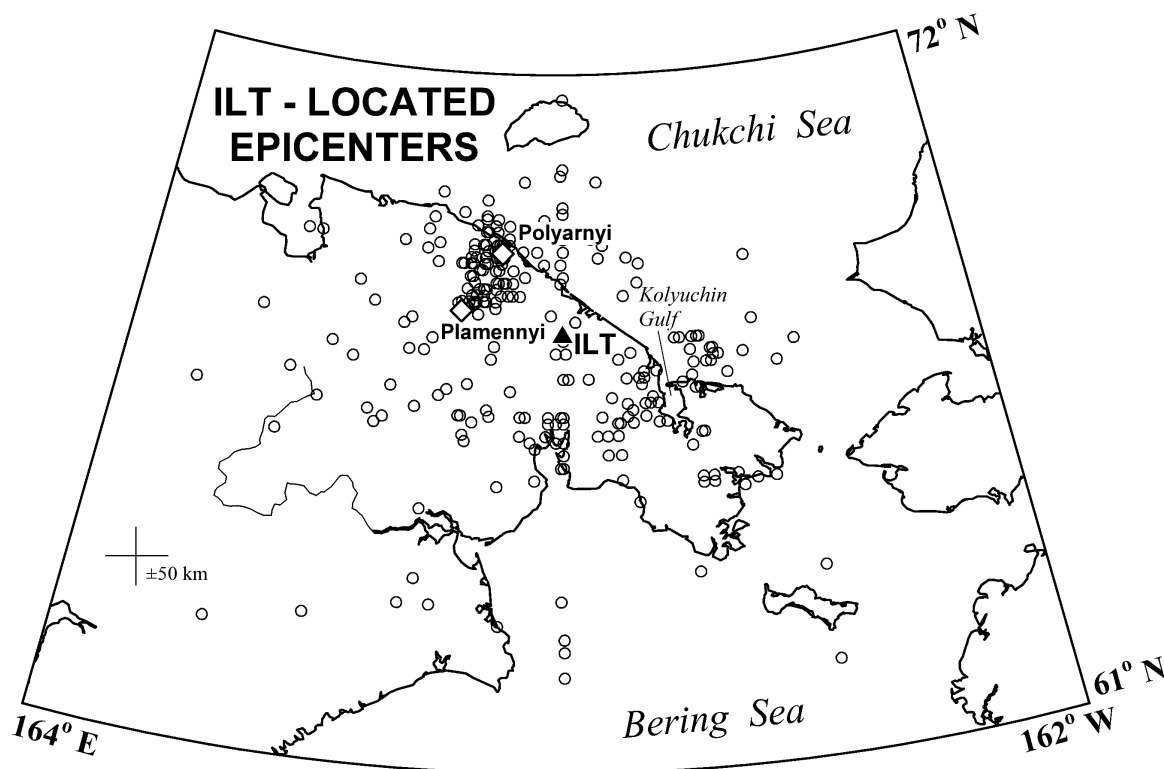 72° N
ILT - LOCATED
EPICENTERS
Chukchi Sea
Polyarnyi
Kolyuchin
Gulf
Plamennyi
ILT
±50 km
61° N
164° E
Bering Sea
162° W